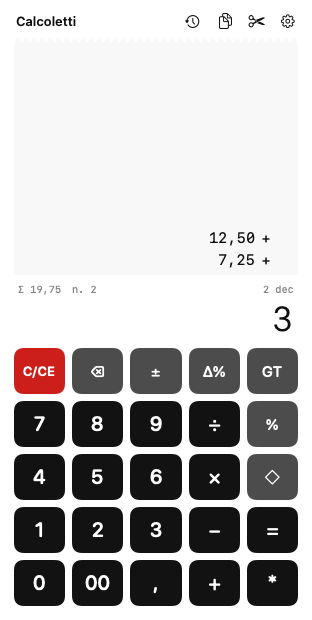 Calcoletti
12,50 +
7,25 +
Σ 19,75 n. 2 2 dec
3
C/CE ± Δ% GT
7 8 9 ÷ %
4 5 6 × ◇
1 2 3 − =
0 00 , + *